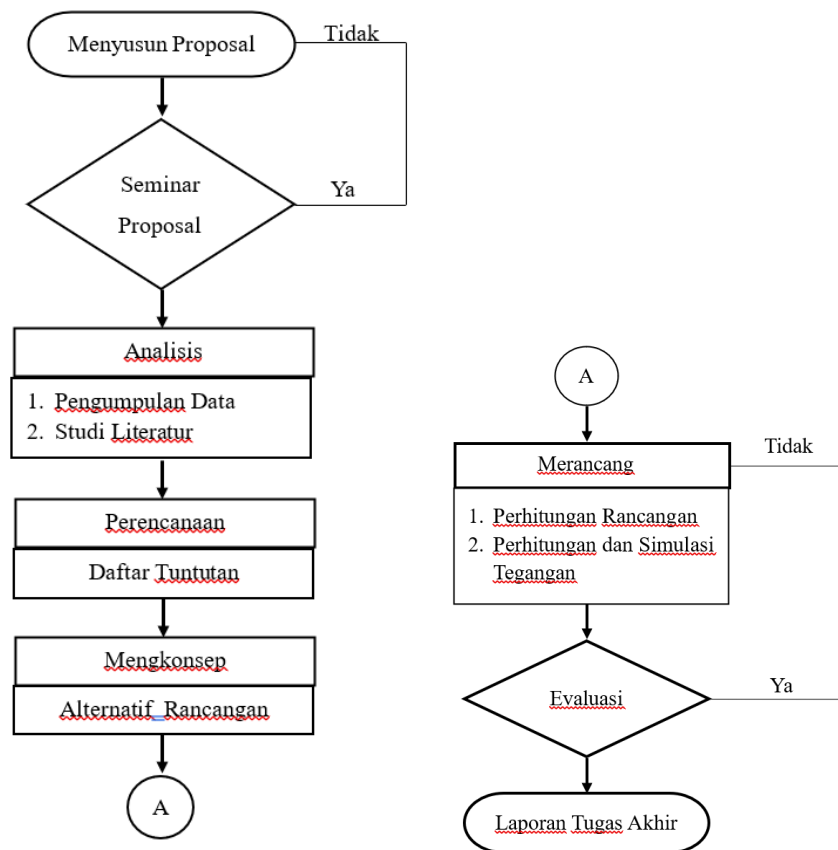 Menyusun Proposal
Tidak
Seminar
Proposal
Ya
Analisis
1. Pengumpulan Data
2. Studi Literatur
Perencanaan
Daftar Tuntutan
Mengkonsep
Alternatif Rancangan
A
A
Merancang
Tidak
1. Perhitungan Rancangan
2. Perhitungan dan Simulasi
Tegangan
Evaluasi
Ya
Laporan Tugas Akhir